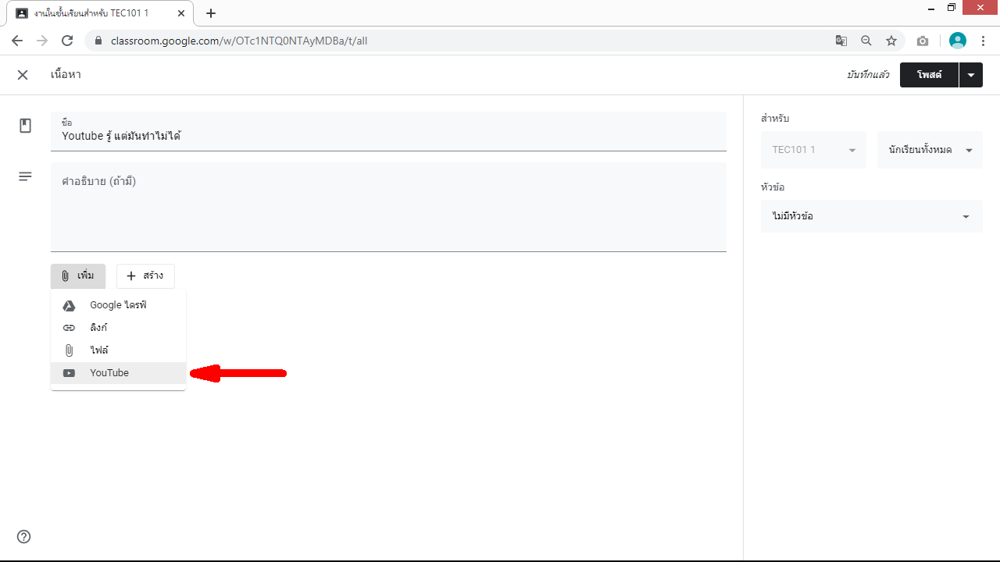 งานในชั้นเรียนสำหรับ TEC101 1
classroom.google.com/w/OTc1NTQ0NTAyMDBa/t/all
เนื้อหา
บันทึกแล้ว
โพสต์
ชื่อ
Youtube รู้ แต่มันทำไม่ได้
คำอธิบาย (ถ้ามี)
เพิ่ม
สร้าง
Google ไดรฟ์
ลิงก์
ไฟล์
YouTube
สำหรับ
TEC101 1
นักเรียนทั้งหมด
หัวข้อ
ไม่มีหัวข้อ